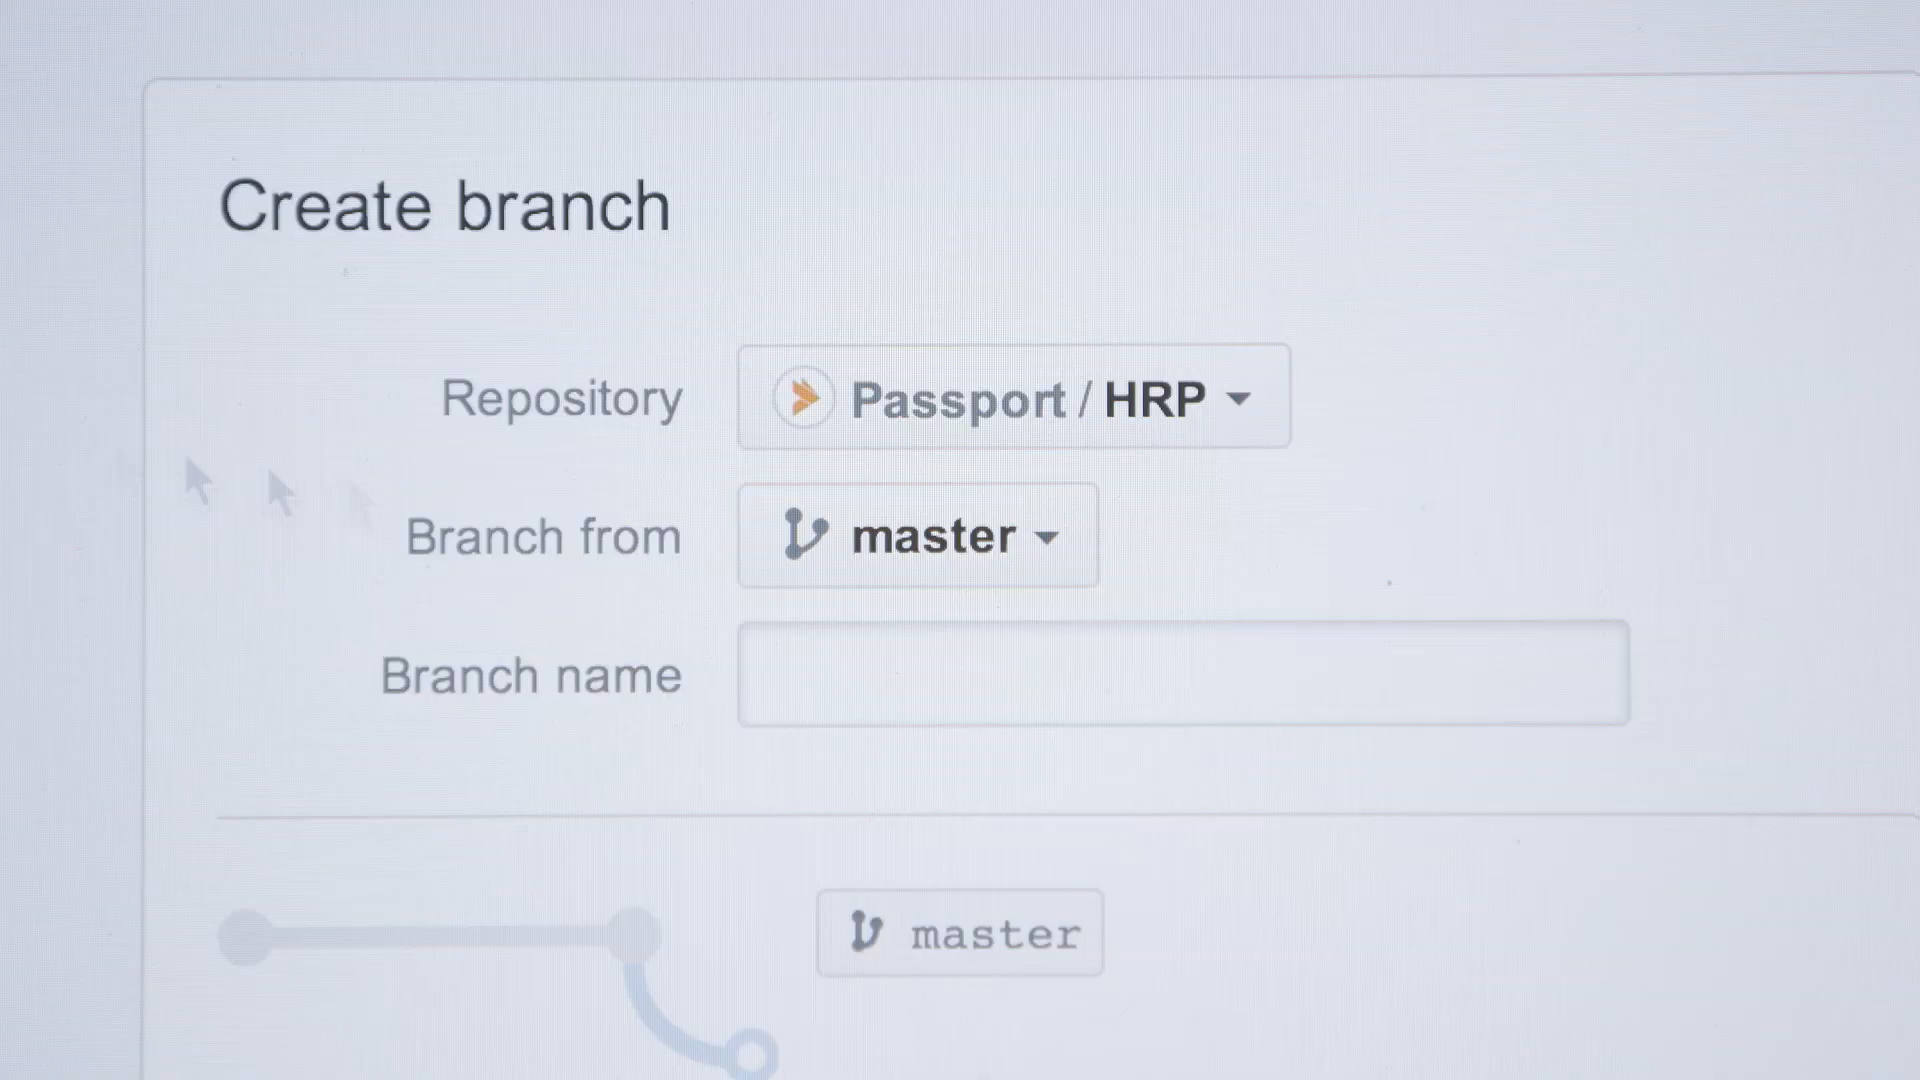 Create branch
Repository Passport / HRP
Branch from master
Branch name
master